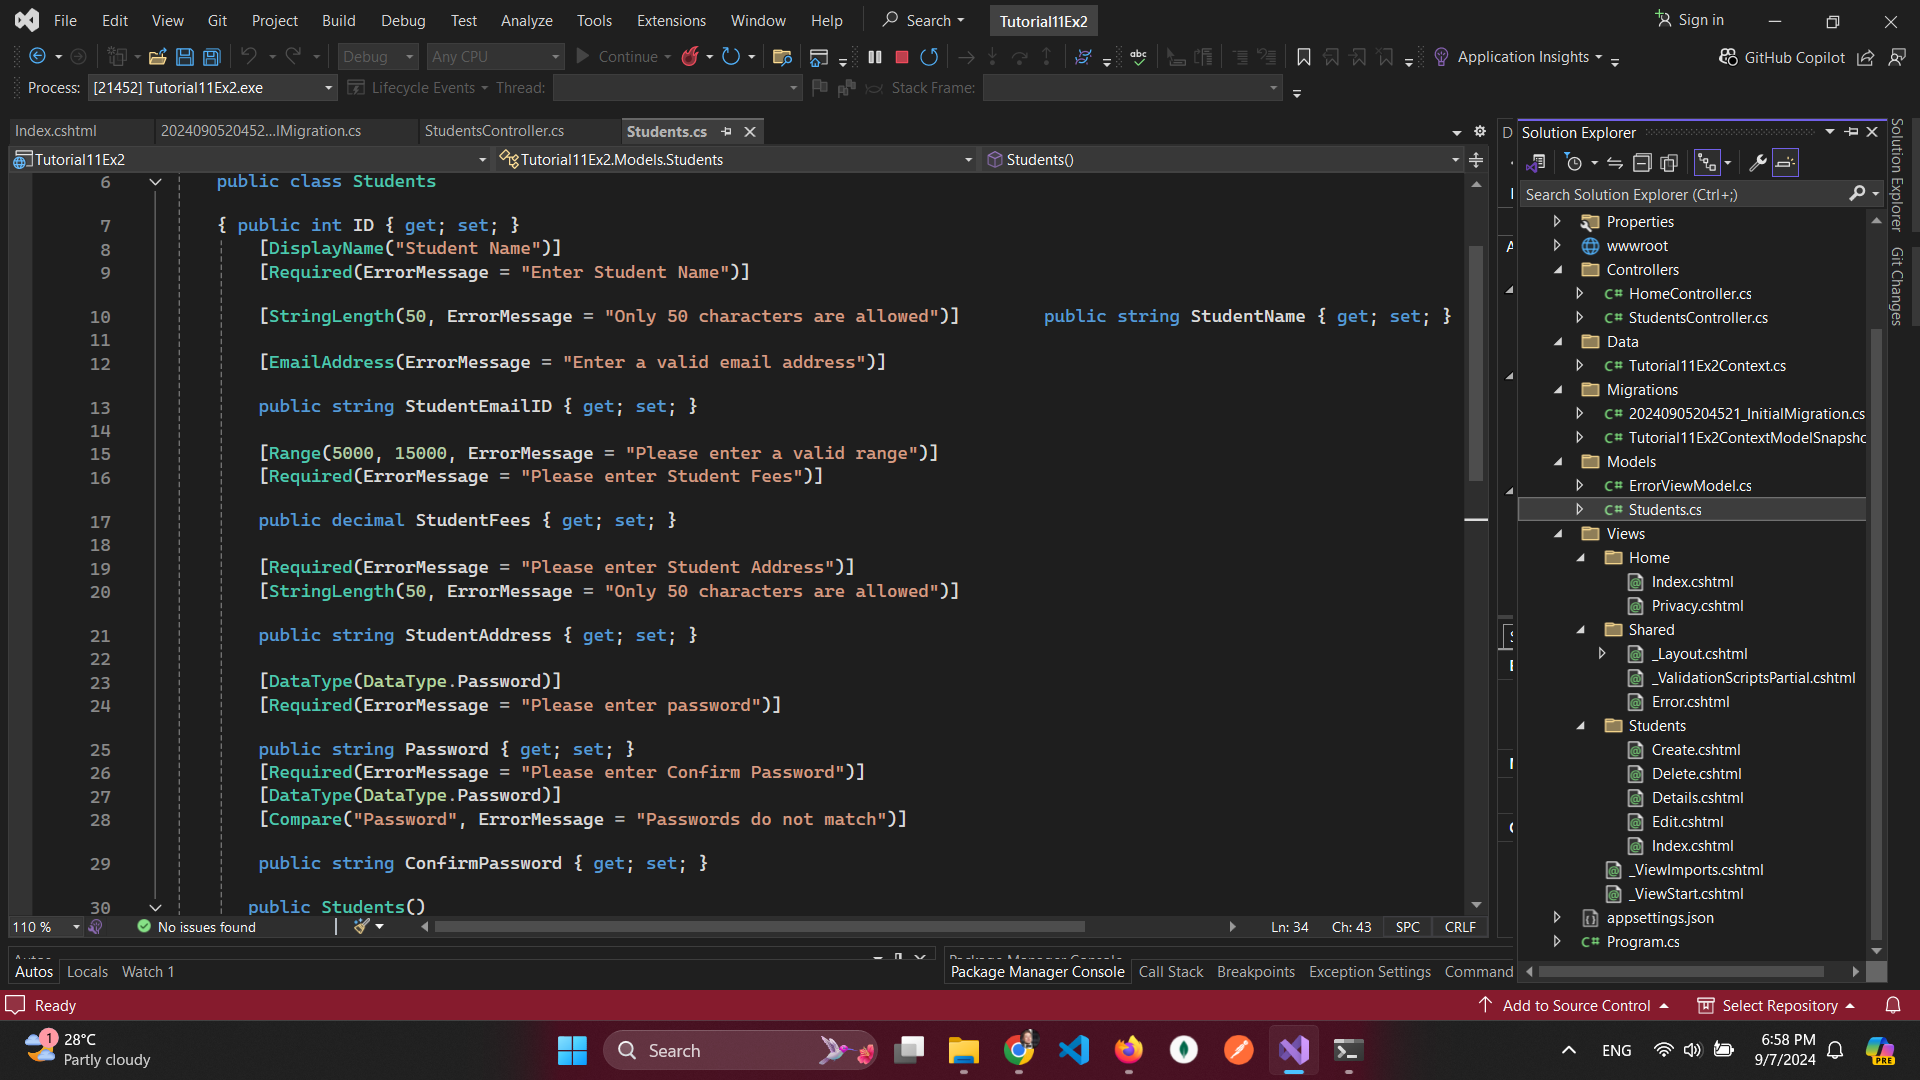 File Edit View Git Project Build Debug Test Analyze Tools Extensions Window Help Search Tutorial11Ex2 Sign in
Debug Any CPU Continue Application Insights GitHub Copilot
Process: [21452] Tutorial11Ex2.exe Lifecycle Events Thread: Stack Frame:
Index.cshtml 2024090520452...lMigration.cs StudentsController.cs Students.cs
Tutorial11Ex2 Tutorial11Ex2.Models.Students Students()
6 public class Students
7 { public int ID { get; set; }
8 [DisplayName("Student Name")]
9 [Required(ErrorMessage = "Enter Student Name")]
10 [StringLength(50, ErrorMessage = "Only 50 characters are allowed")] public string StudentName { get; set; }
11
12 [EmailAddress(ErrorMessage = "Enter a valid email address")]
13 public string StudentEmailID { get; set; }
14
15 [Range(5000, 15000, ErrorMessage = "Please enter a valid range")]
16 [Required(ErrorMessage = "Please enter Student Fees")]
17 public decimal StudentFees { get; set; }
18
19 [Required(ErrorMessage = "Please enter Student Address")]
20 [StringLength(50, ErrorMessage = "Only 50 characters are allowed")]
21 public string StudentAddress { get; set; }
22
23 [DataType(DataType.Password)]
24 [Required(ErrorMessage = "Please enter password")]
25 public string Password { get; set; }
26 [Required(ErrorMessage = "Please enter Confirm Password")]
27 [DataType(DataType.Password)]
28 [Compare("Password", ErrorMessage = "Passwords do not match")]
29 public string ConfirmPassword { get; set; }
30 public Students()
110 % No issues found Ln: 34 Ch: 43 SPC CRLF
Autos Locals Watch 1
Package Manager Console Call Stack Breakpoints Exception Settings Command
Solution Explorer
Search Solution Explorer (Ctrl+;)
Properties
wwwroot
Controllers
C# HomeController.cs
C# StudentsController.cs
Data
C# Tutorial11Ex2Context.cs
Migrations
C# 20240905204521_InitialMigration.cs
C# Tutorial11Ex2ContextModelSnapsho
Models
C# ErrorViewModel.cs
C# Students.cs
Views
Home
Index.cshtml
Privacy.cshtml
Shared
_Layout.cshtml
_ValidationScriptsPartial.cshtml
Error.cshtml
Students
Create.cshtml
Delete.cshtml
Details.cshtml
Edit.cshtml
Index.cshtml
_ViewImports.cshtml
_ViewStart.cshtml
appsettings.json
C# Program.cs
Solution Explorer
Git Changes
Ready Add to Source Control Select Repository
1 28°C
Partly cloudy
Search
ENG
6:58 PM
9/7/2024
PRE